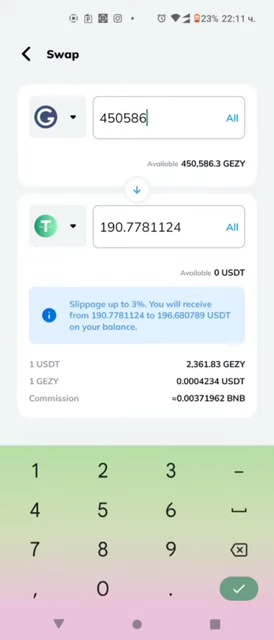 23% 22:11 ч.
Swap
450586 All
Available 450,586.3 GEZY
190.7781124 All
Available 0 USDT
Slippage up to 3%. You will receive
from 190.7781124 to 196.680789 USDT
on your balance.
1 USDT 2,361.83 GEZY
1 GEZY 0.0004234 USDT
Commission ≈0.00371962 BNB
1 2 3 –
4 5 6
7 8 9
, 0 .